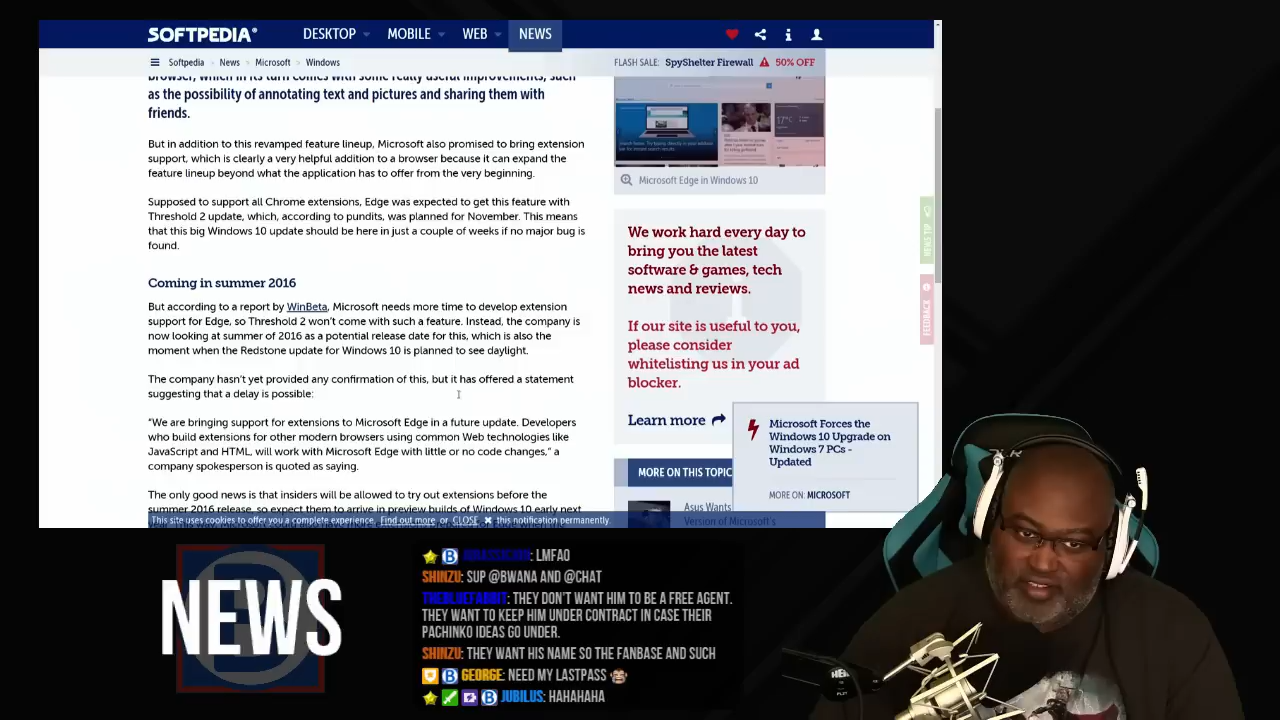 SOFTPEDIA®
DESKTOP
MOBILE
WEB
NEWS
Softpedia › News › Microsoft › Windows
FLASH SALE: SpyShelter Firewall 50% OFF
browser, which in its turn comes with some really useful improvements, such
as the possibility of annotating text and pictures and sharing them with
friends.
But in addition to this revamped feature lineup, Microsoft also promised to bring extension
support, which is clearly a very helpful addition to a browser because it can expand the
feature lineup beyond what the application has to offer from the very beginning.
Supposed to support all Chrome extensions, Edge was expected to get this feature with
Threshold 2 update, which, according to pundits, was planned for November. This means
that this big Windows 10 update should be here in just a couple of weeks if no major bug is
found.
Coming in summer 2016
But according to a report by WinBeta, Microsoft needs more time to develop extension
support for Edge, so Threshold 2 won't come with such a feature. Instead, the company is
now looking at summer of 2016 as a potential release date for this, which is also the
moment when the Redstone update for Windows 10 is planned to see daylight.
The company hasn't yet provided any confirmation of this, but it has offered a statement
suggesting that a delay is possible:
"We are bringing support for extensions to Microsoft Edge in a future update. Developers
who build extensions for other modern browsers using common Web technologies like
JavaScript and HTML, will work with Microsoft Edge with little or no code changes," a
company spokesperson is quoted as saying.
The only good news is that insiders will be allowed to try out extensions before the
summer 2016 release, so expect them to arrive in preview builds of Windows 10 early next
This site uses cookies to offer you a complete experience. Find out more or CLOSE ✖ this notification permanently.
17°C
Microsoft Edge in Windows 10
We work hard every day to
bring you the latest
software & games, tech
news and reviews.
If our site is useful to you,
please consider
whitelisting us in your ad
blocker.
Learn more
MORE ON THIS TOPIC
Asus Wants
Version of Microsoft's
Microsoft Forces the
Windows 10 Upgrade on
Windows 7 PCs -
Updated
MORE ON: MICROSOFT
NEWS TIP
FEEDBACK
NEWS
: LMFAO
SHINZU: SUP @BWANA AND @CHAT
THEBLUEFAUNT: THEY DON'T WANT HIM TO BE A FREE AGENT.
THEY WANT TO KEEP HIM UNDER CONTRACT IN CASE THEIR
PACHINKO IDEAS GO UNDER.
SHINZU: THEY WANT HIS NAME SO THE FANBASE AND SUCH
GEORGE: NEED MY LASTPASS
JUBILUS: HAHAHAHA
HEIL